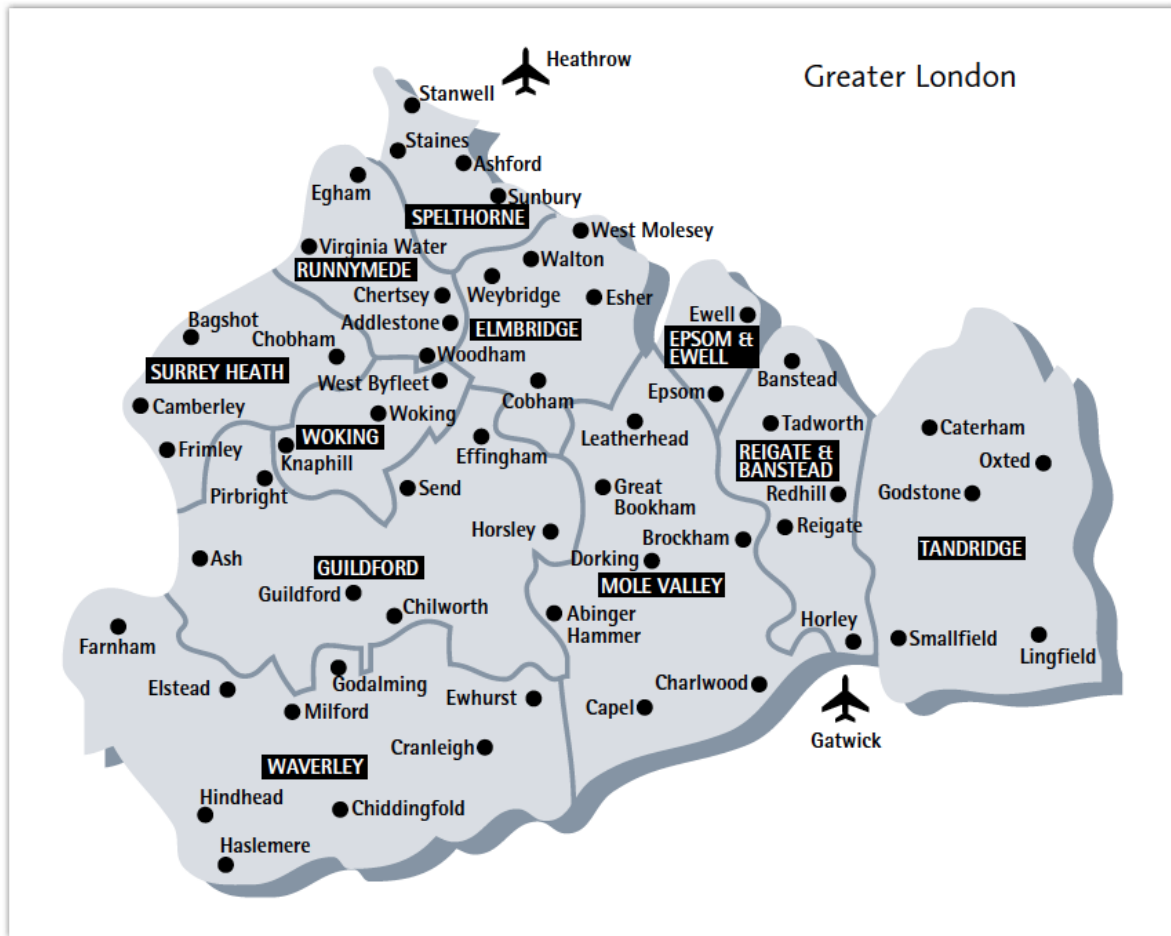 Heathrow
Greater London
Stanwell
Staines
Ashford
Egham
Sunbury
SPELTHORNE
West Molesey
Virginia Water
Walton
RUNNYMEDE
Chertsey
Weybridge
Esher
Bagshot
Addlestone
ELMBRIDGE
Ewell
Chobham
EPSOM &
EWELL
Woodham
SURREY HEATH
West Byfleet
Banstead
Camberley
Woking
Cobham
Epsom
Tadworth
Caterham
WOKING
Leatherhead
Frimley
Knaphill
Effingham
REIGATE &
BANSTEAD
Oxted
Pirbright
Send
Great
Bookham
Redhill
Godstone
Horsley
Brockham
Reigate
Ash
GUILDFORD
Dorking
TANDRIDGE
MOLE VALLEY
Guildford
Chilworth
Abinger
Hammer
Horley
Farnham
Smallfield
Lingfield
Elstead
Godalming
Ewhurst
Charlwood
Milford
Capel
Gatwick
Cranleigh
WAVERLEY
Hindhead
Chiddingfold
Haslemere